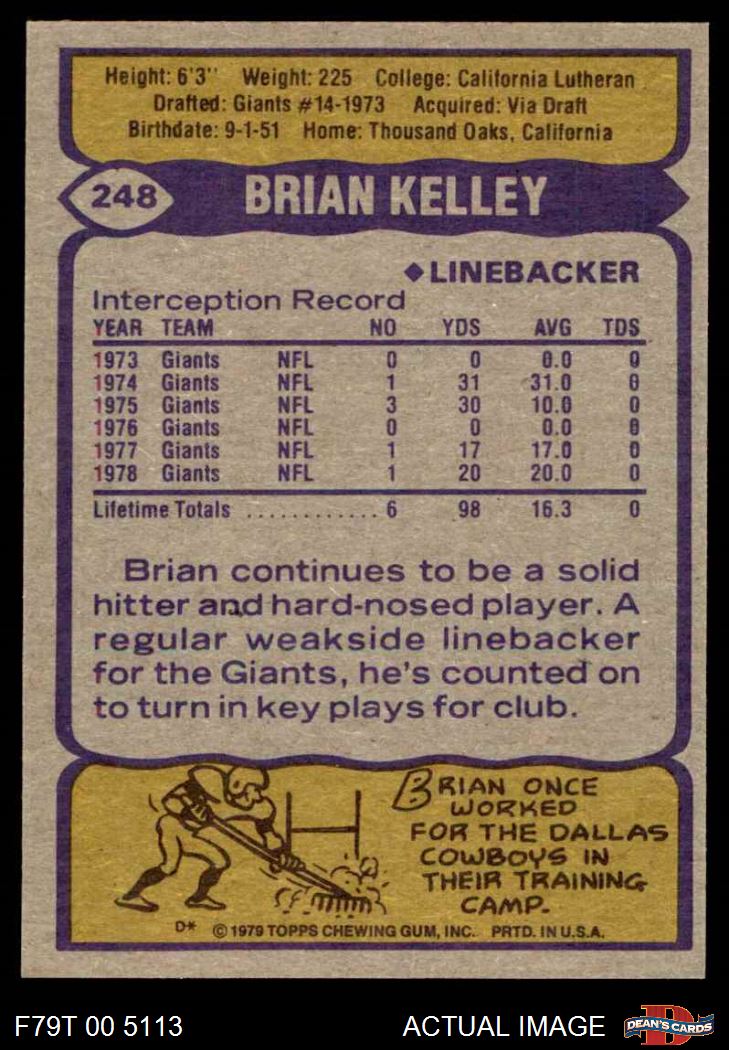 Height: 6'3" Weight: 225 College: California Lutheran
Drafted: Giants #14-1973 Acquired: Via Draft
Birthdate: 9-1-51 Home: Thousand Oaks, California
248 BRIAN KELLEY
◆LINEBACKER
Interception Record
YEAR TEAM NO YDS AVG TDS
1973 Giants NFL 0 0 0.0 0
1974 Giants NFL 1 31 31.0 0
1975 Giants NFL 3 30 10.0 0
1976 Giants NFL 0 0 0.0 0
1977 Giants NFL 1 17 17.0 0
1978 Giants NFL 1 20 20.0 0
Lifetime Totals ............ 6 98 16.3 0
Brian continues to be a solid
hitter and hard-nosed player. A
regular weakside linebacker
for the Giants, he's counted on
to turn in key plays for club.
BRIAN ONCE
WORKED
FOR THE DALLAS
COWBOYS IN
THEIR TRAINING
CAMP.
D* ©1979 TOPPS CHEWING GUM, INC. PRTD. IN U.S.A.
F79T 00 5113 ACTUAL IMAGE D DEAN'S CARDS